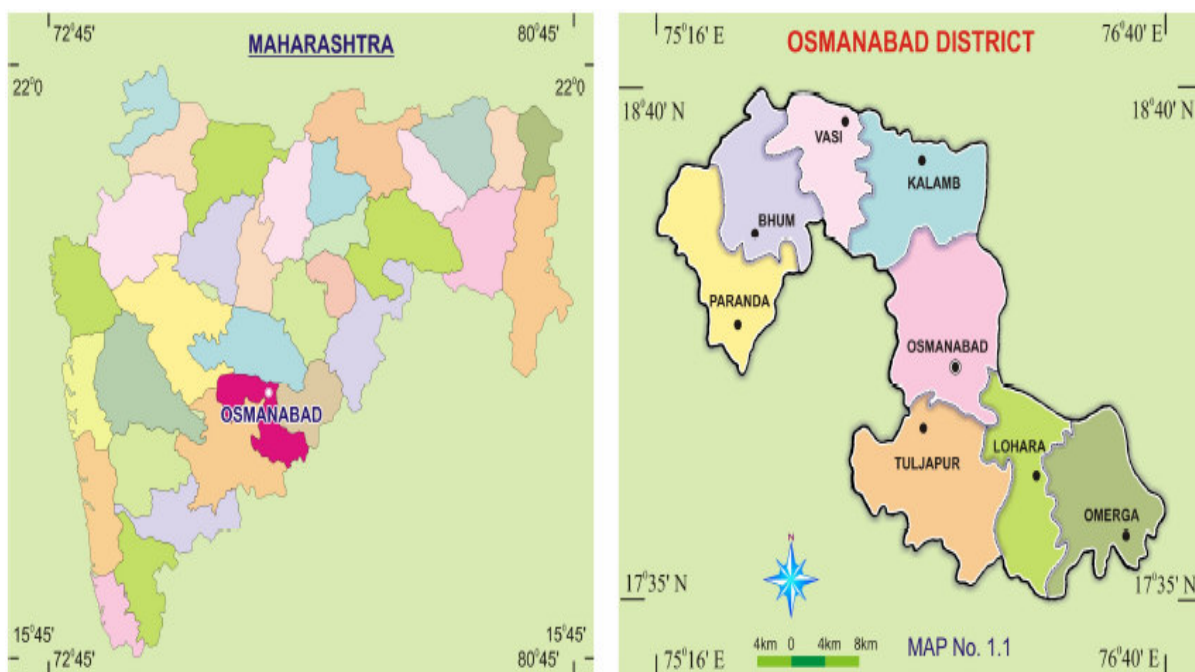 72°45'
80°45'
MAHARASHTRA
22°0
22°0
OSMANABAD
15°45'
15°45'
72°45'
80°45'
75°16' E
76°40' E
OSMANABAD DISTRICT
18°40' N
18°40' N
VASI
KALAMB
BHUM
PARANDA
OSMANABAD
TULJAPUR
LOHARA
OMERGA
N
17°35' N
17°35' N
4km 0 4km 8km
MAP No. 1.1
75°16' E
76°40' E